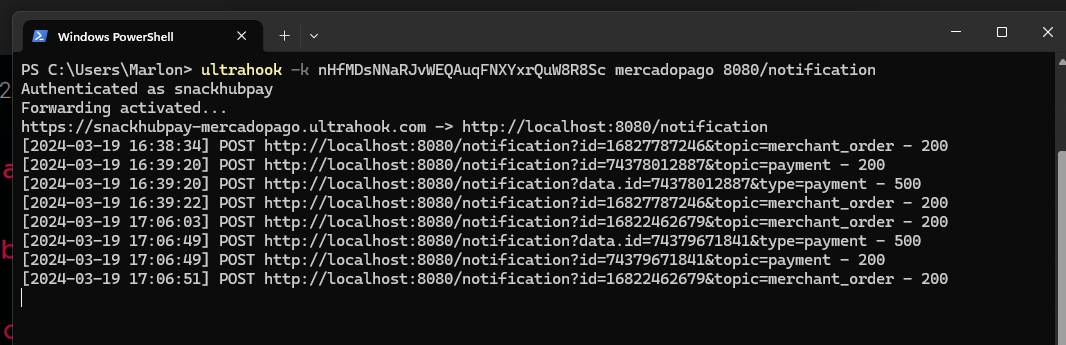 Windows PowerShell
PS C:\Users\Marlon> ultrahook -k nHfMDsNNaRJvWEQAuqFNXYxrQuW8R8Sc mercadopago 8080/notification
Authenticated as snackhubpay
Forwarding activated...
https://snackhubpay-mercadopago.ultrahook.com -> http://localhost:8080/notification
[2024-03-19 16:38:34] POST http://localhost:8080/notification?id=16827787246&topic=merchant_order - 200
[2024-03-19 16:39:20] POST http://localhost:8080/notification?id=74378012887&topic=payment - 200
[2024-03-19 16:39:20] POST http://localhost:8080/notification?data.id=74378012887&type=payment - 500
[2024-03-19 16:39:22] POST http://localhost:8080/notification?id=16827787246&topic=merchant_order - 200
[2024-03-19 17:06:03] POST http://localhost:8080/notification?id=16822462679&topic=merchant_order - 200
[2024-03-19 17:06:49] POST http://localhost:8080/notification?data.id=74379671841&type=payment - 500
[2024-03-19 17:06:49] POST http://localhost:8080/notification?id=74379671841&topic=payment - 200
[2024-03-19 17:06:51] POST http://localhost:8080/notification?id=16822462679&topic=merchant_order - 200